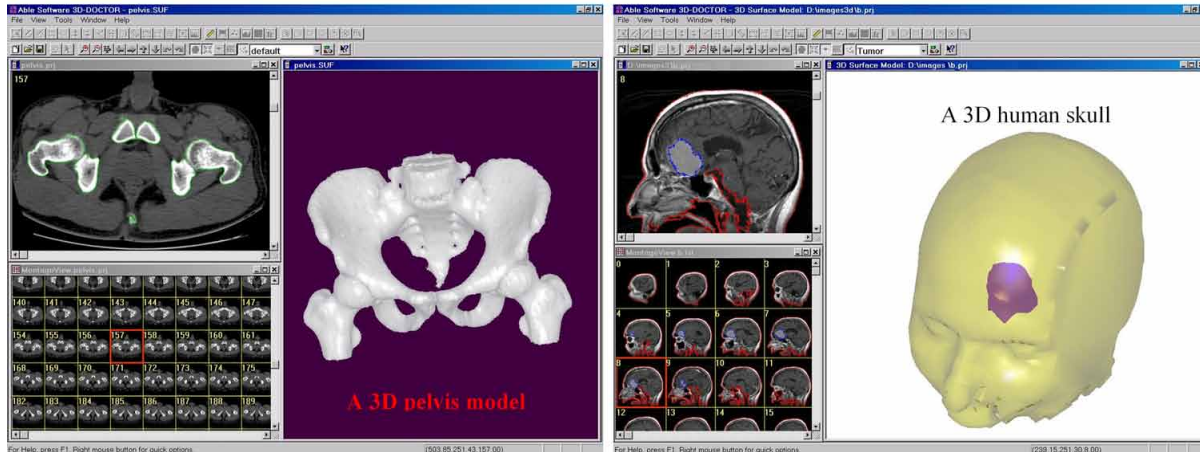 Able Software 3D-DOCTOR - pelvis.SUF
File View Tools Window Help
default
pelvis.prj
157
pelvis.SUF
A 3D pelvis model
140 141 142 143 144 145 146 147
154 155 156 157 158 159 160 161
168 169 170 171 172 173 174 175
182 183 184 185 186 187 188 189
For Help, press F1. Right mouse button for quick options.
Able Software 3D-DOCTOR - 3D Surface Model: D:\images3d\b.prj
File View Tools Window Help
Tumor
8
3D Surface Model: D:\images \b.prj
A 3D human skull
0 1 2 3
4 5 6 7
8 9 10 11
12 13 14 15
For Help, press F1. Right mouse button for quick options.